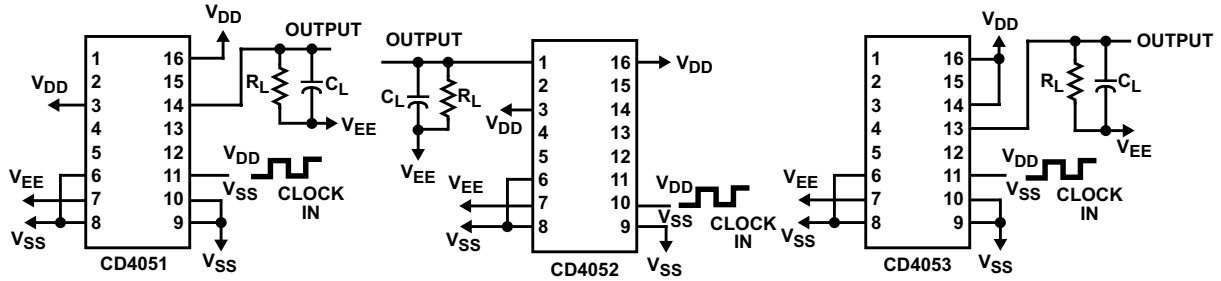 VDD
OUTPUT
1 16
2 15
3 14
4 13
5 12
6 11
7 10
8 9
VDD
RL
CL
VEE
VDD
VSS
CLOCK
IN
VEE
VSS
VSS
CD4051
OUTPUT
CL
RL
VDD
VEE
1 16
2 15
3 14
4 13
5 12
6 11
7 10
8 9
VDD
VEE
VSS
VDD
VSS
CLOCK
IN
VSS
CD4052
VDD
OUTPUT
1 16
2 15
3 14
4 13
5 12
6 11
7 10
8 9
RL
CL
VEE
VDD
VSS
CLOCK
IN
VEE
VSS
VSS
CD4053